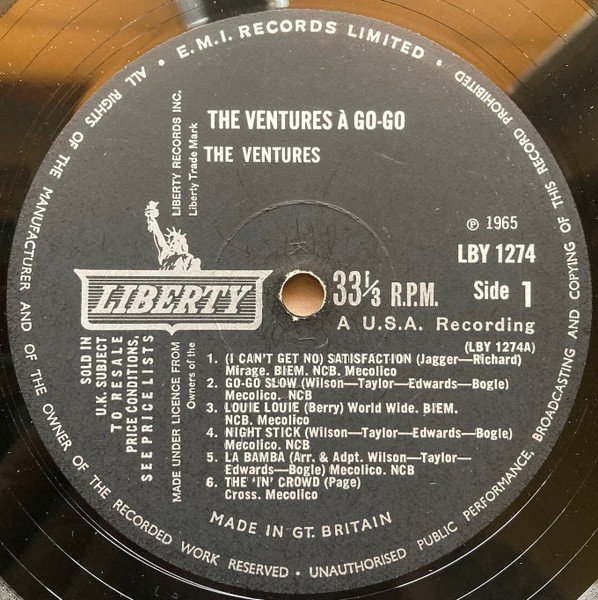 ALL RIGHTS OF THE MANUFACTURER AND OF THE OWNER OF THE RECORDED WORK RESERVED • UNAUTHORISED PUBLIC PERFORMANCE, BROADCASTING AND COPYING OF THIS RECORD PROHIBITED
• E.M.I. RECORDS LIMITED •
THE VENTURES À GO-GO
THE VENTURES
LIBERTY RECORDS INC.
Liberty Trade Mark
℗ 1965
LBY 1274
LIBERTY
33⅓ R.P.M.
Side 1
A U.S.A. Recording
(LBY 1274A)
SOLD IN
U.K. SUBJECT
TO RESALE
PRICE CONDITIONS,
SEE PRICE LISTS
MADE UNDER LICENCE FROM
Owners of the
1. (I CAN'T GET NO) SATISFACTION (Jagger—Richard)
Mirage. BIEM. NCB. Mecolico
2. GO-GO SLOW (Wilson—Taylor—Edwards—Bogle)
Mecolico. NCB
3. LOUIE LOUIE (Berry) World Wide. BIEM.
NCB. Mecolico
4. NIGHT STICK (Wilson—Taylor—Edwards—Bogle)
Mecolico. NCB
5. LA BAMBA (Arr. & Adpt. Wilson—Taylor—
Edwards—Bogle) Mecolico. NCB
6. THE 'IN' CROWD (Page)
Cross. Mecolico
MADE IN GT. BRITAIN